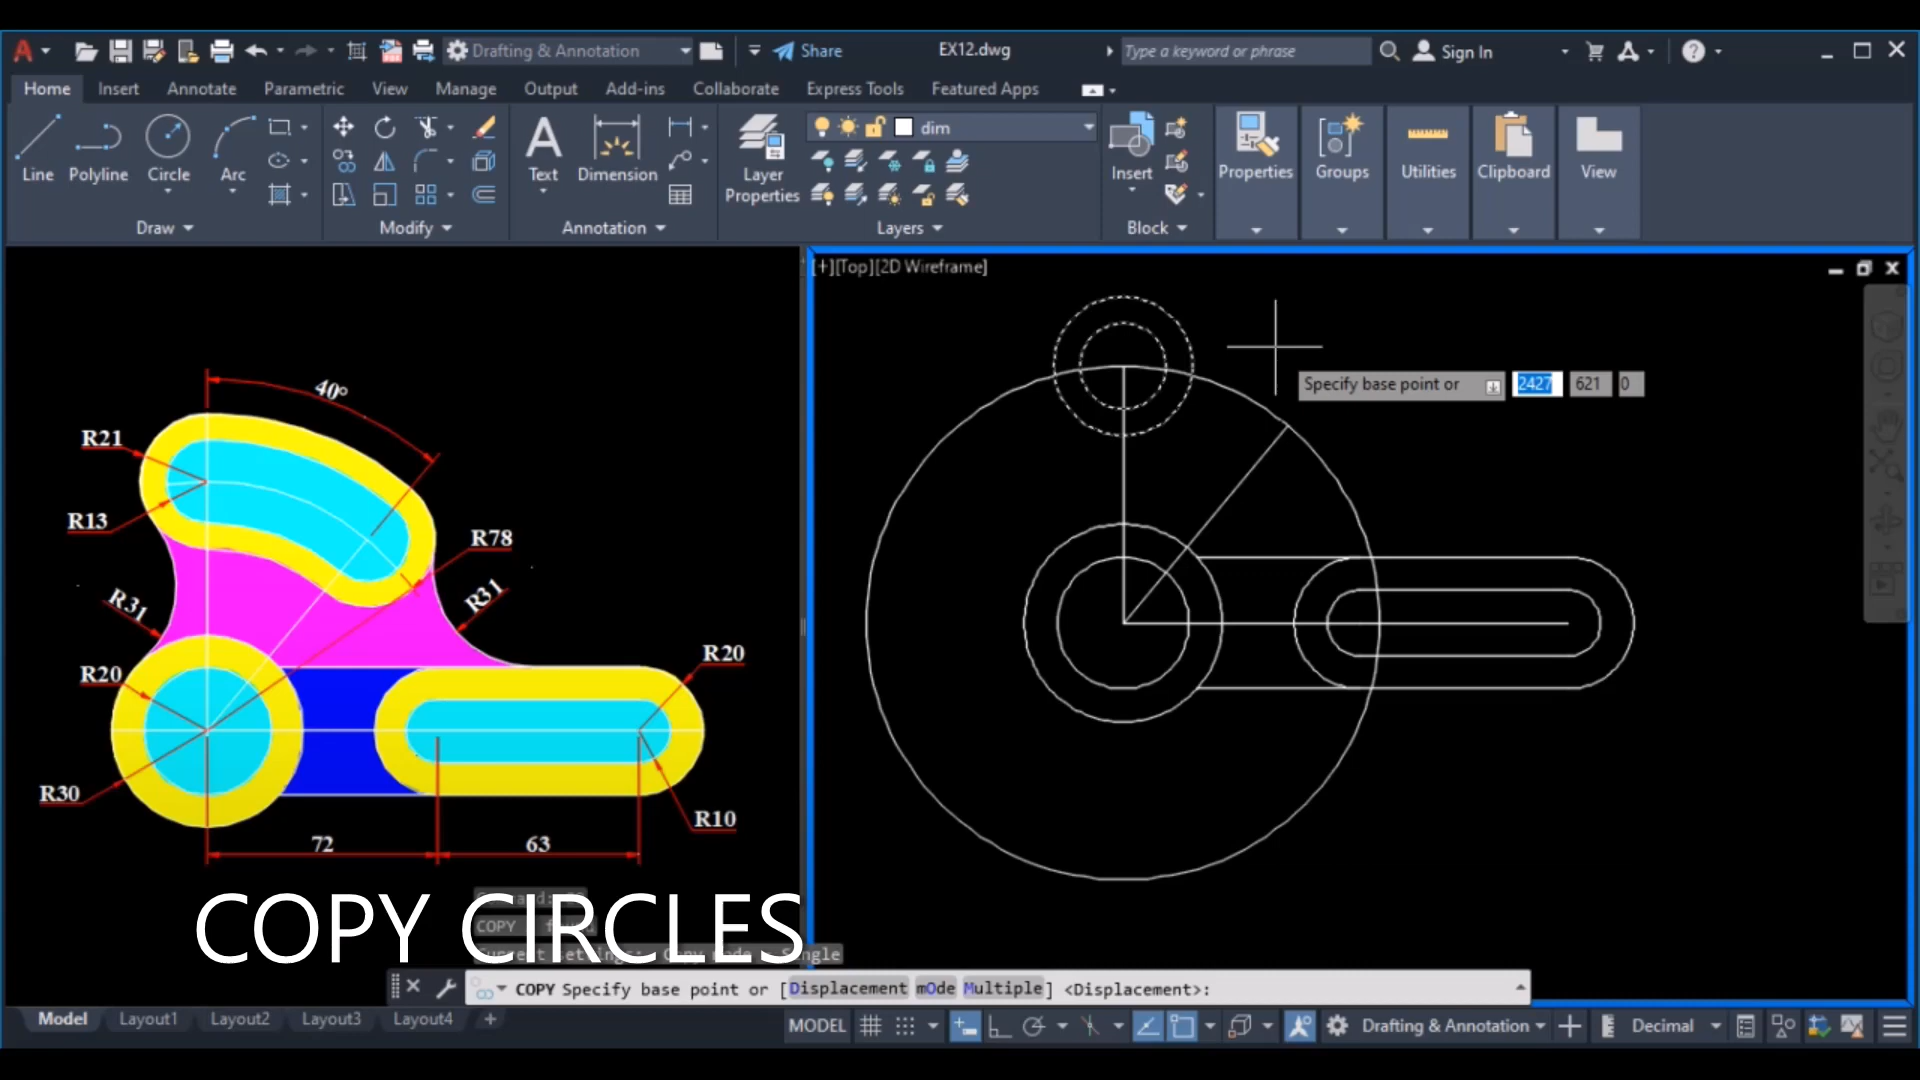 Drafting & Annotation
Share
EX12.dwg
Type a keyword or phrase
Sign In
Home Insert Annotate Parametric View Manage Output Add-ins Collaborate Express Tools Featured Apps
Line Polyline Circle Arc
Text Dimension
Layer Properties
dim
Insert
Properties Groups Utilities Clipboard View
Draw Modify Annotation Layers Block
[+][Top][2D Wireframe]
40°
R21
R13
R78
R31
R31
R20
R20
R30
R10
72
63
Specify base point or 2427 621 0
COPY CIRCLES
COPY
COPY Specify base point or [Displacement mOde Multiple] <Displacement>:
Model Layout1 Layout2 Layout3 Layout4 +
MODEL
Drafting & Annotation
Decimal